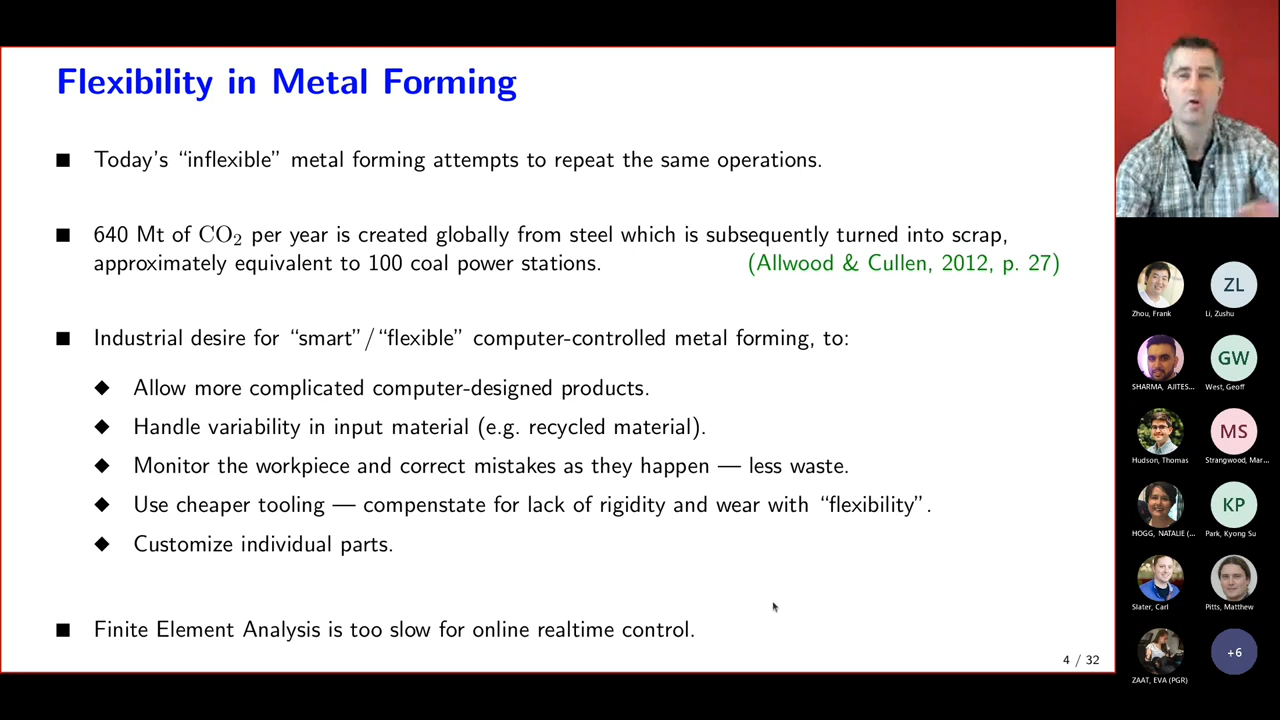 Flexibility in Metal Forming
Today's “inflexible” metal forming attempts to repeat the same operations.
640 Mt of CO₂ per year is created globally from steel which is subsequently turned into scrap,
approximately equivalent to 100 coal power stations. (Allwood & Cullen, 2012, p. 27)
Industrial desire for “smart”/“flexible” computer-controlled metal forming, to:
Allow more complicated computer-designed products.
Handle variability in input material (e.g. recycled material).
Monitor the workpiece and correct mistakes as they happen — less waste.
Use cheaper tooling — compenstate for lack of rigidity and wear with “flexibility”.
Customize individual parts.
Finite Element Analysis is too slow for online realtime control.
4 / 32
ZL
Zhou, Frank Li, Zushu
GW
SHARMA, AJITES... West, Geoff
MS
Hudson, Thomas Strangwood, Mar...
KP
HOGG, NATALIE (... Park, Kyong Su
Slater, Carl Pitts, Matthew
+6
ZAAT, EVA (PGR)